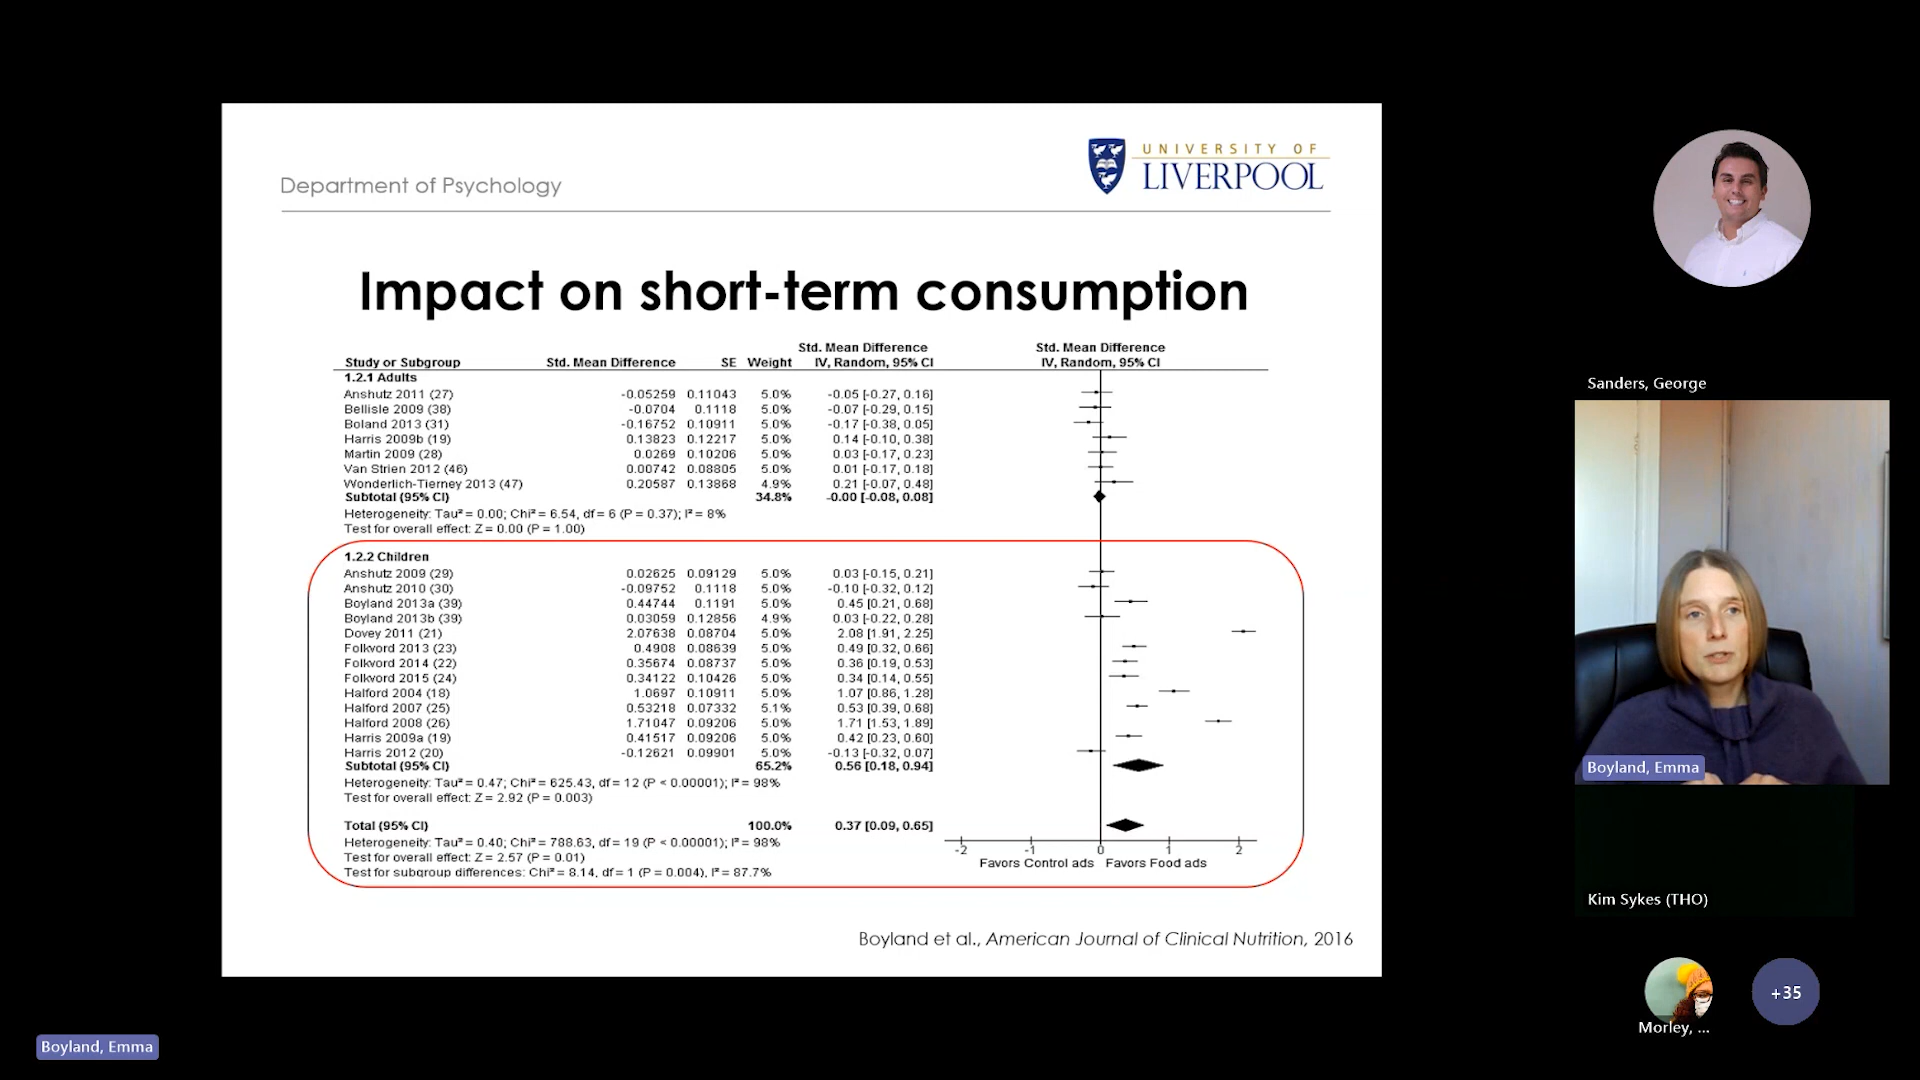 Department of Psychology
UNIVERSITY OF
LIVERPOOL
Impact on short-term consumption
Std. Mean Difference Std. Mean Difference
Study or Subgroup Std. Mean Difference SE Weight IV, Random, 95% CI IV, Random, 95% CI
1.2.1 Adults
Anshutz 2011 (27) -0.05259 0.11043 5.0% -0.05 [-0.27, 0.16]
Bellisle 2009 (38) -0.0704 0.1118 5.0% -0.07 [-0.29, 0.15]
Boland 2013 (31) -0.16752 0.10911 5.0% -0.17 [-0.38, 0.05]
Harris 2009b (19) 0.13823 0.12217 5.0% 0.14 [-0.10, 0.38]
Martin 2009 (28) 0.0269 0.10206 5.0% 0.03 [-0.17, 0.23]
Van Strien 2012 (46) 0.00742 0.08805 5.0% 0.01 [-0.17, 0.18]
Wonderlich-Tierney 2013 (47) 0.20587 0.13868 4.9% 0.21 [-0.07, 0.48]
Subtotal (95% CI) 34.8% -0.00 [-0.08, 0.08]
Heterogeneity: Tau² = 0.00; Chi² = 6.54, df = 6 (P = 0.37); I² = 8%
Test for overall effect: Z = 0.00 (P = 1.00)
1.2.2 Children
Anshutz 2009 (29) 0.02625 0.09129 5.0% 0.03 [-0.15, 0.21]
Anshutz 2010 (30) -0.09752 0.1118 5.0% -0.10 [-0.32, 0.12]
Boyland 2013a (39) 0.44744 0.1191 5.0% 0.45 [0.21, 0.68]
Boyland 2013b (39) 0.03059 0.12856 4.9% 0.03 [-0.22, 0.28]
Dovey 2011 (21) 2.07638 0.08704 5.0% 2.08 [1.91, 2.25]
Folkvord 2013 (23) 0.4908 0.08639 5.0% 0.49 [0.32, 0.66]
Folkvord 2014 (22) 0.35674 0.08737 5.0% 0.36 [0.19, 0.53]
Folkvord 2015 (24) 0.34122 0.10426 5.0% 0.34 [0.14, 0.55]
Halford 2004 (18) 1.0697 0.10911 5.0% 1.07 [0.86, 1.28]
Halford 2007 (25) 0.53218 0.07332 5.1% 0.53 [0.39, 0.68]
Halford 2008 (26) 1.71047 0.09206 5.0% 1.71 [1.53, 1.89]
Harris 2009a (19) 0.41517 0.09206 5.0% 0.42 [0.23, 0.60]
Harris 2012 (20) -0.12621 0.09901 5.0% -0.13 [-0.32, 0.07]
Subtotal (95% CI) 65.2% 0.56 [0.18, 0.94]
Heterogeneity: Tau² = 0.47; Chi² = 625.43, df = 12 (P < 0.00001); I² = 98%
Test for overall effect: Z = 2.92 (P = 0.003)
Total (95% CI) 100.0% 0.37 [0.09, 0.65]
Heterogeneity: Tau² = 0.40; Chi² = 788.63, df = 19 (P < 0.00001); I² = 98%
Test for overall effect: Z = 2.57 (P = 0.01)
Test for subgroup differences: Chi² = 8.14, df = 1 (P = 0.004), I² = 87.7%
-2 -1 0 1 2
Favors Control ads Favors Food ads
Boyland et al., American Journal of Clinical Nutrition, 2016
Sanders, George
Boyland, Emma
Kim Sykes (THO)
+35
Morley, ...
Boyland, Emma